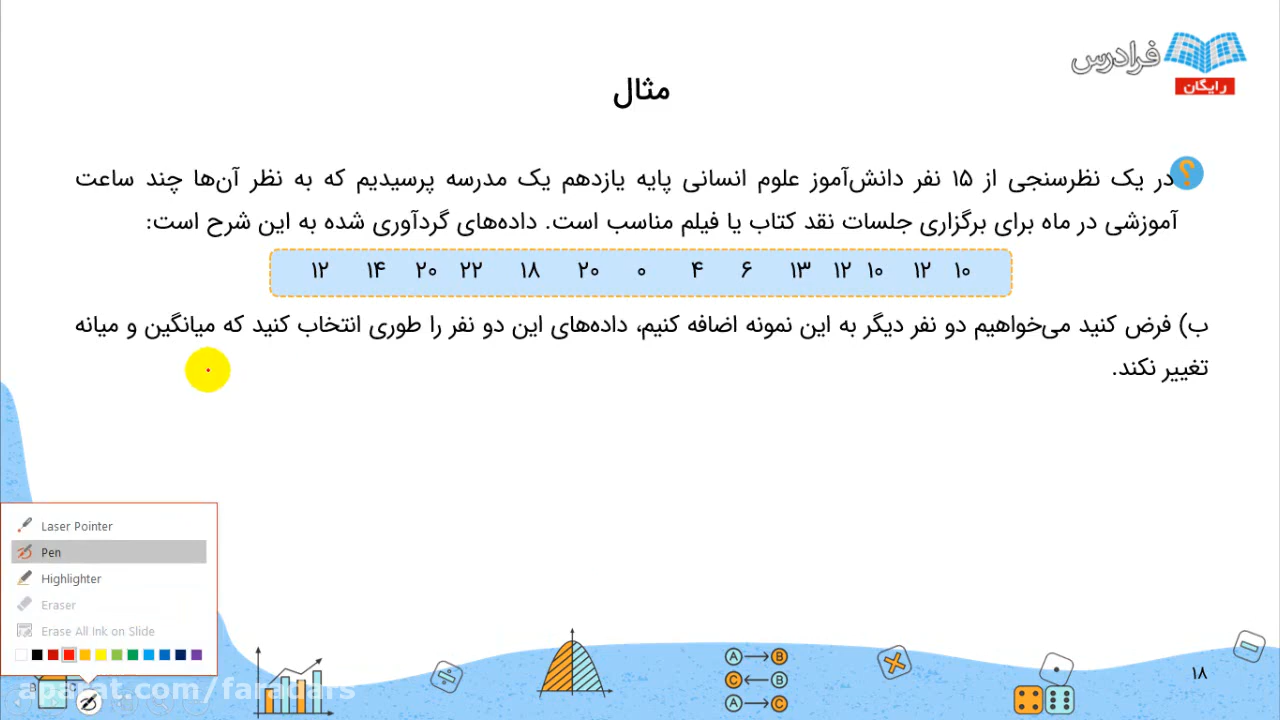 فرادرس
رایگان
مثال
؟
در یک نظرسنجی از ۱۵ نفر دانش‌آموز علوم انسانی پایه یازدهم یک مدرسه پرسیدیم که به نظر آن‌ها چند ساعت
آموزشی در ماه برای برگزاری جلسات نقد کتاب یا فیلم مناسب است. داده‌های گردآوری شده به این شرح است:
۱۲ ۱۴ ۲۰ ۲۲ ۱۸ ۲۰ ۰ ۴ ۶ ۱۳ ۱۲ ۱۰ ۱۲ ۱۰
ب) فرض کنید می‌خواهیم دو نفر دیگر به این نمونه اضافه کنیم، داده‌های این دو نفر را طوری انتخاب کنید که میانگین و میانه
تغییر نکند.
Laser Pointer
Pen
Highlighter
Eraser
Erase All Ink on Slide
A B
C B
A C
۱۸
aparat.com/faradars